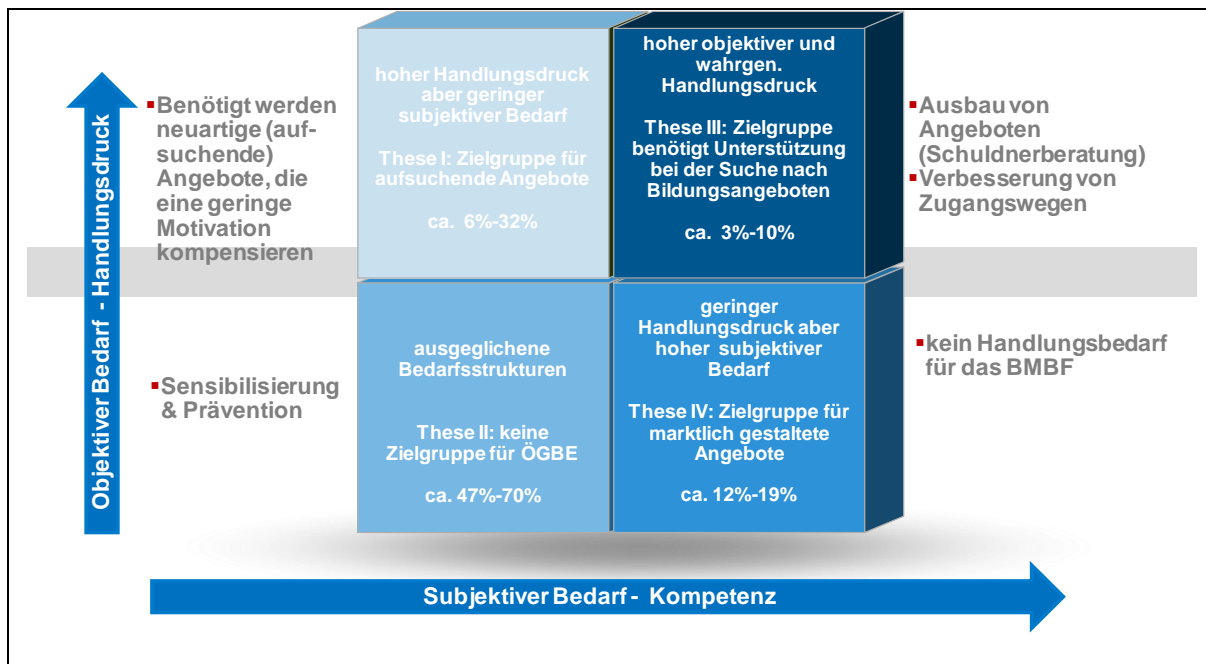 Objektiver Bedarf - Handlungsdruck
▪Benötigt werden
neuartige (auf-
suchende)
Angebote, die
eine geringe
Motivation
kompensieren
hoher Handlungsdruck
aber geringer
subjektiver Bedarf
These I: Zielgruppe für
aufsuchende Angebote
ca. 6%-32%
hoher objektiver und
wahrgen.
Handlungsdruck
These III: Zielgruppe
benötigt Unterstützung
bei der Suche nach
Bildungsangeboten
ca. 3%-10%
▪Ausbau von
Angeboten
(Schuldnerberatung)
▪Verbesserung von
Zugangswegen
▪Sensibilisierung
& Prävention
ausgeglichene
Bedarfsstrukturen
These II: keine
Zielgruppe für ÖGBE
ca. 47%-70%
geringer
Handlungsdruck aber
hoher subjektiver
Bedarf
These IV: Zielgruppe für
marktlich gestaltete
Angebote
ca. 12%-19%
▪kein Handlungsbedarf
für das BMBF
Subjektiver Bedarf - Kompetenz